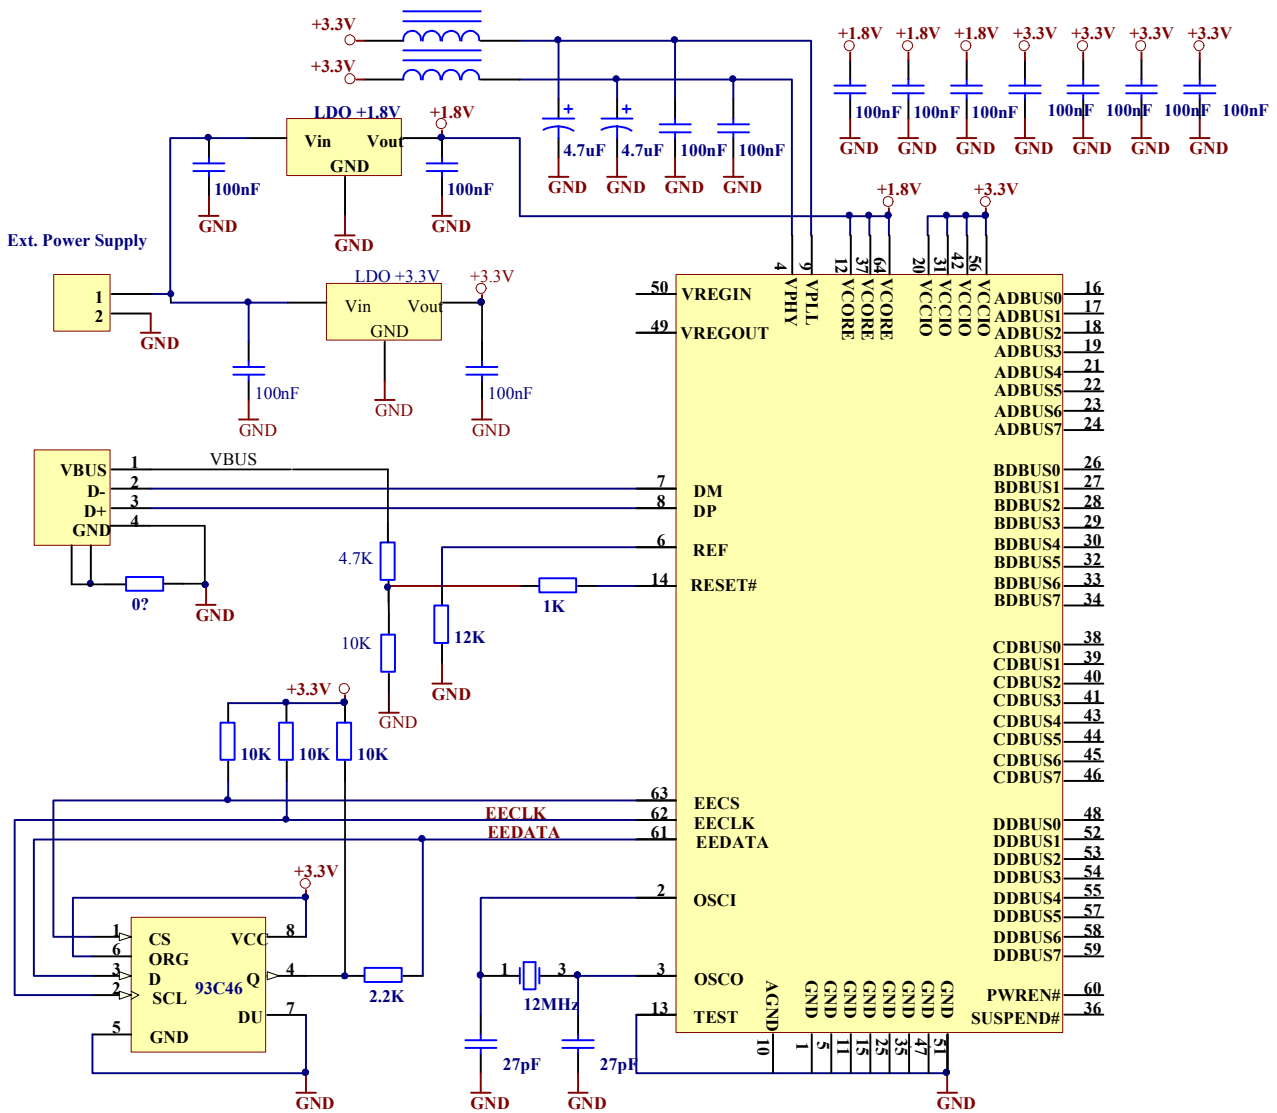 +3.3V
+3.3V
+1.8V +1.8V +1.8V +3.3V +3.3V +3.3V +3.3V
100nF 100nF 100nF 100nF 100nF 100nF 100nF
GND GND GND GND GND GND GND
LDO +1.8V
+1.8V
Vin Vout
GND
100nF
100nF
GND
GND
GND
4.7uF 4.7uF 100nF 100nF
GND GND GND GND
+1.8V
+3.3V
Ext. Power Supply
1
2
GND
LDO +3.3V
+3.3V
Vin Vout
GND
100nF
100nF
GND
GND
GND
4 9 12 37 64 20 31 42 56
VPHY VPLL VCORE VCORE VCORE VCCIO VCCIO VCCIO VCCIO
50 VREGIN
49 VREGOUT
ADBUS0 16
ADBUS1 17
ADBUS2 18
ADBUS3 19
ADBUS4 21
ADBUS5 22
ADBUS6 23
ADBUS7 24
VBUS 1
VBUS
D- 2
D+ 3
GND 4
0?
GND
7 DM
8 DP
6 REF
14 RESET#
4.7K
1K
10K
12K
GND
GND
BDBUS0 26
BDBUS1 27
BDBUS2 28
BDBUS3 29
BDBUS4 30
BDBUS5 32
BDBUS6 33
BDBUS7 34
CDBUS0 38
CDBUS1 39
CDBUS2 40
CDBUS3 41
CDBUS4 43
CDBUS5 44
CDBUS6 45
CDBUS7 46
+3.3V
10K 10K 10K
63 EECS
EECLK 62 EECLK
EEDATA 61 EEDATA
DDBUS0 48
DDBUS1 52
DDBUS2 53
DDBUS3 54
DDBUS4 55
DDBUS5 57
DDBUS6 58
DDBUS7 59
+3.3V
1 CS VCC 8
6 ORG
3 D 93C46 Q 4
2 SCL
DU 7
5 GND
2.2K
GND
2 OSCI
1 3
12MHz
3 OSCO
13 TEST
27pF 27pF
GND GND
PWREN# 60
SUSPEND# 36
AGND GND GND GND GND GND GND GND GND
10 1 5 11 15 25 35 47 51
GND